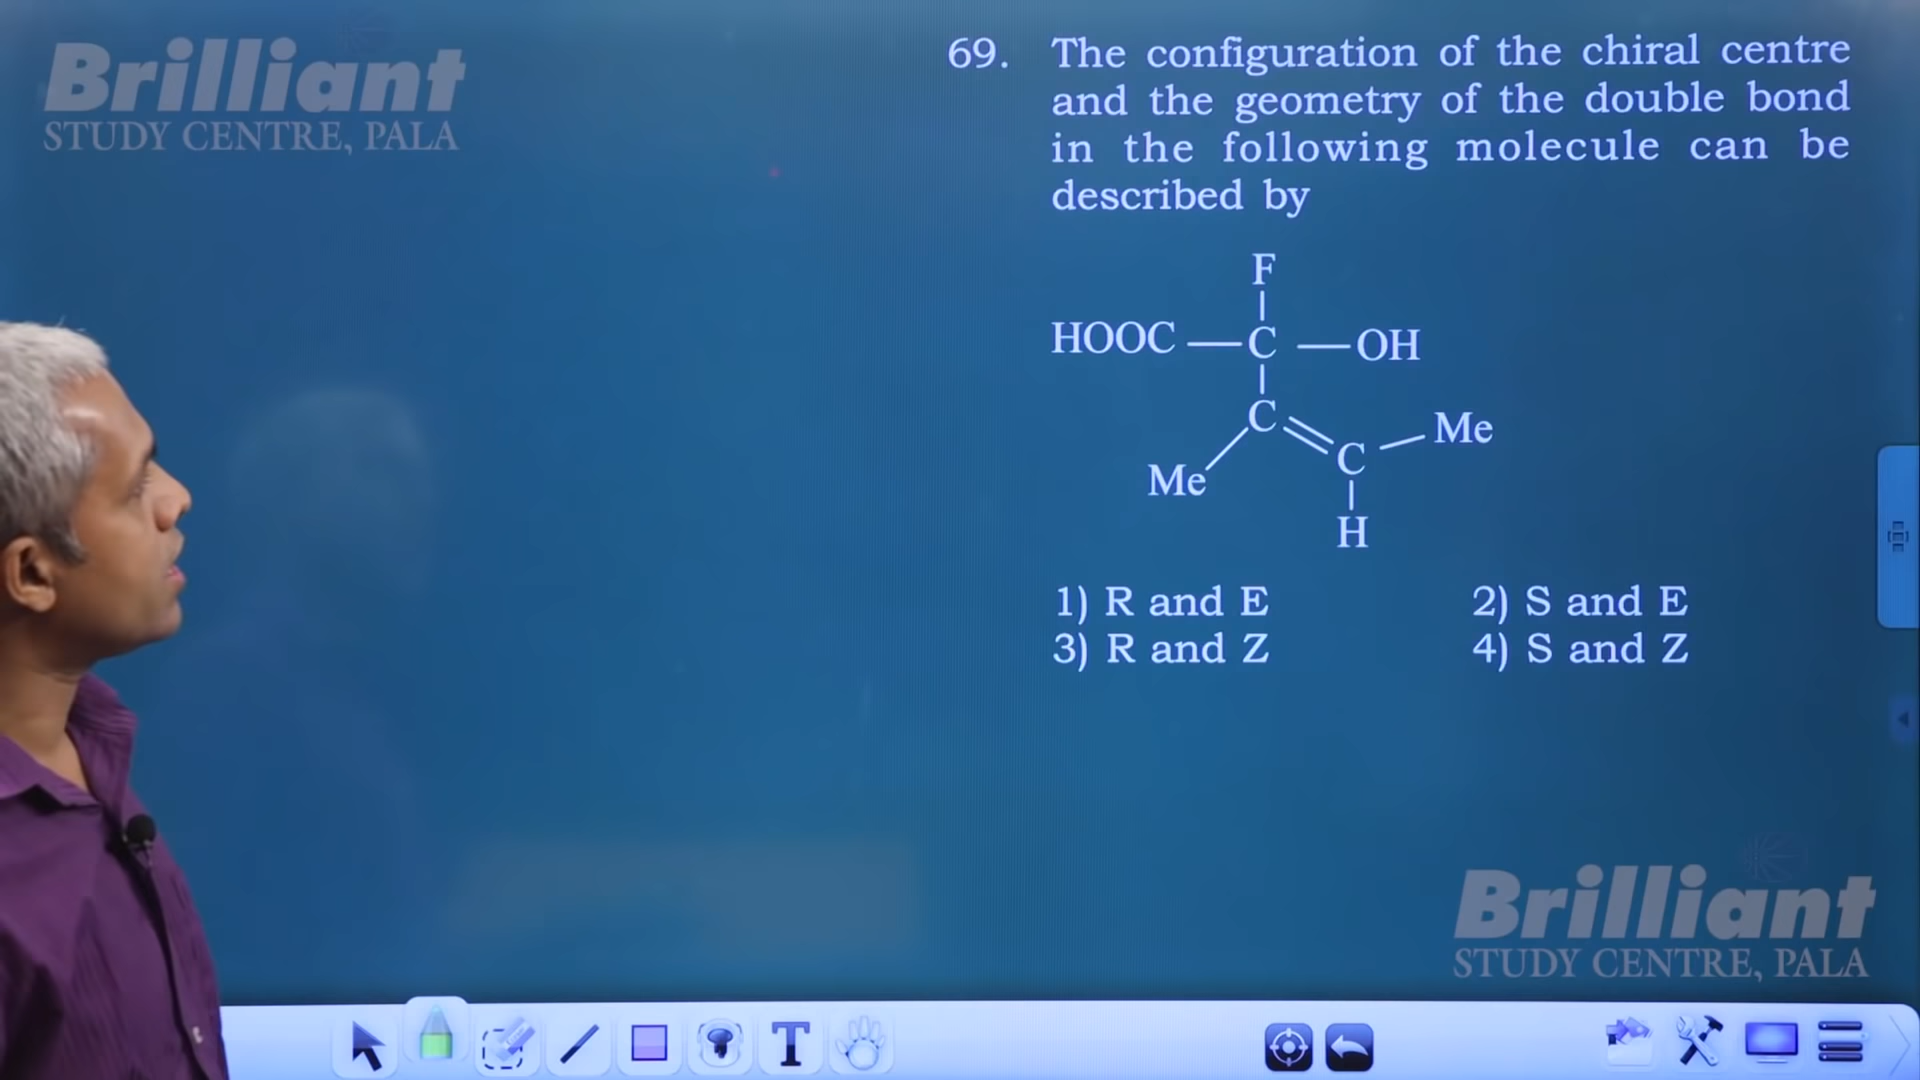 Brilliant
STUDY CENTRE, PALA
69. The configuration of the chiral centre
and the geometry of the double bond
in the following molecule can be
described by
F
HOOC — C — OH
C
Me
C
Me
H
1) R and E 2) S and E
3) R and Z 4) S and Z
Brilliant
STUDY CENTRE, PALA
T